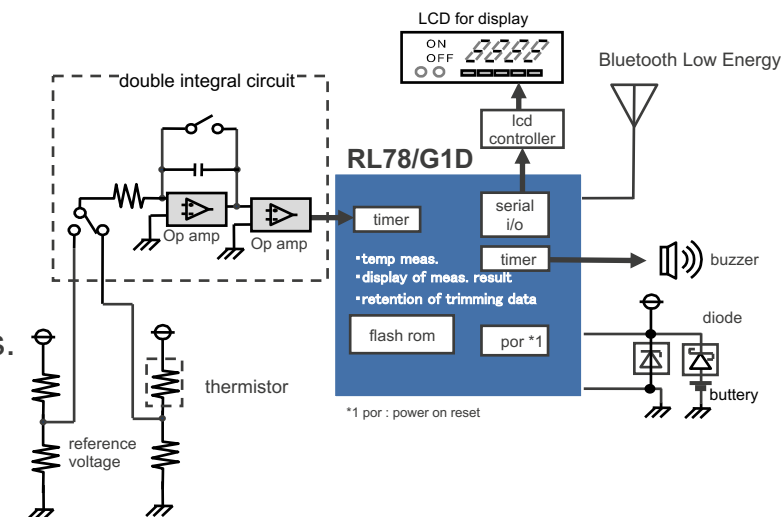 LCD for display
ON
OFF
Bluetooth Low Energy
double integral circuit
lcd
controller
RL78/G1D
Op amp
Op amp
timer
serial
i/o
•temp meas.
timer
•display of meas. result
•retention of trimming data
buzzer
flash rom
por *1
diode
s.
thermistor
buttery
*1 por : power on reset
reference
voltage